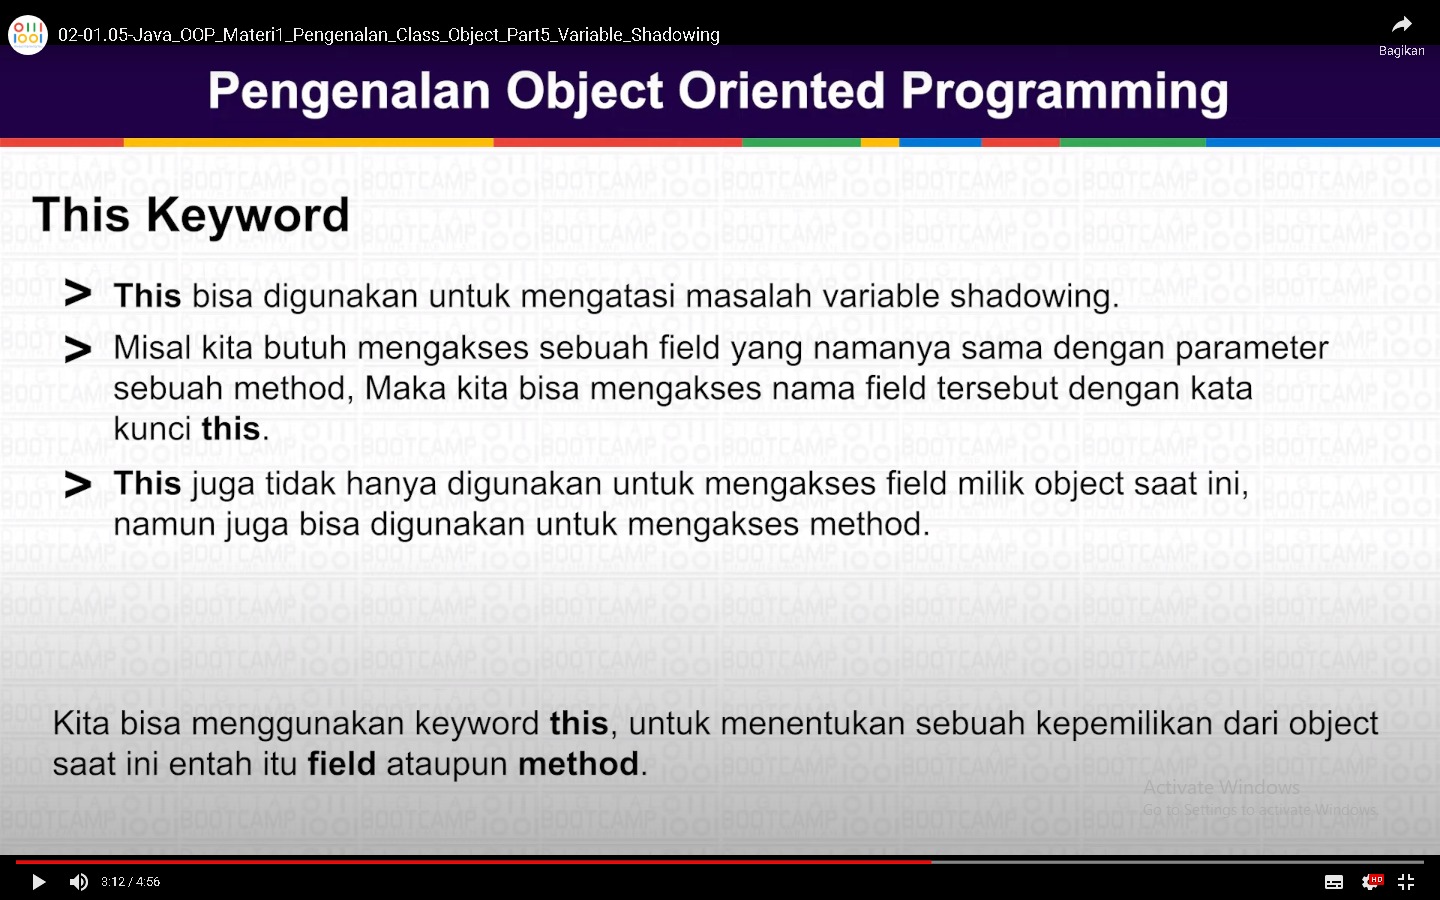 02-01.05-Java_OOP_Materi1_Pengenalan_Class_Object_Part5_Variable_Shadowing
Bagikan
Pengenalan Object Oriented Programming
This Keyword
> This bisa digunakan untuk mengatasi masalah variable shadowing.
> Misal kita butuh mengakses sebuah field yang namanya sama dengan parameter
sebuah method, Maka kita bisa mengakses nama field tersebut dengan kata
kunci this.
> This juga tidak hanya digunakan untuk mengakses field milik object saat ini,
namun juga bisa digunakan untuk mengakses method.
Kita bisa menggunakan keyword this, untuk menentukan sebuah kepemilikan dari object
saat ini entah itu field ataupun method.
Activate Windows
Go to Settings to activate Windows.
3:12 / 4:56
HD